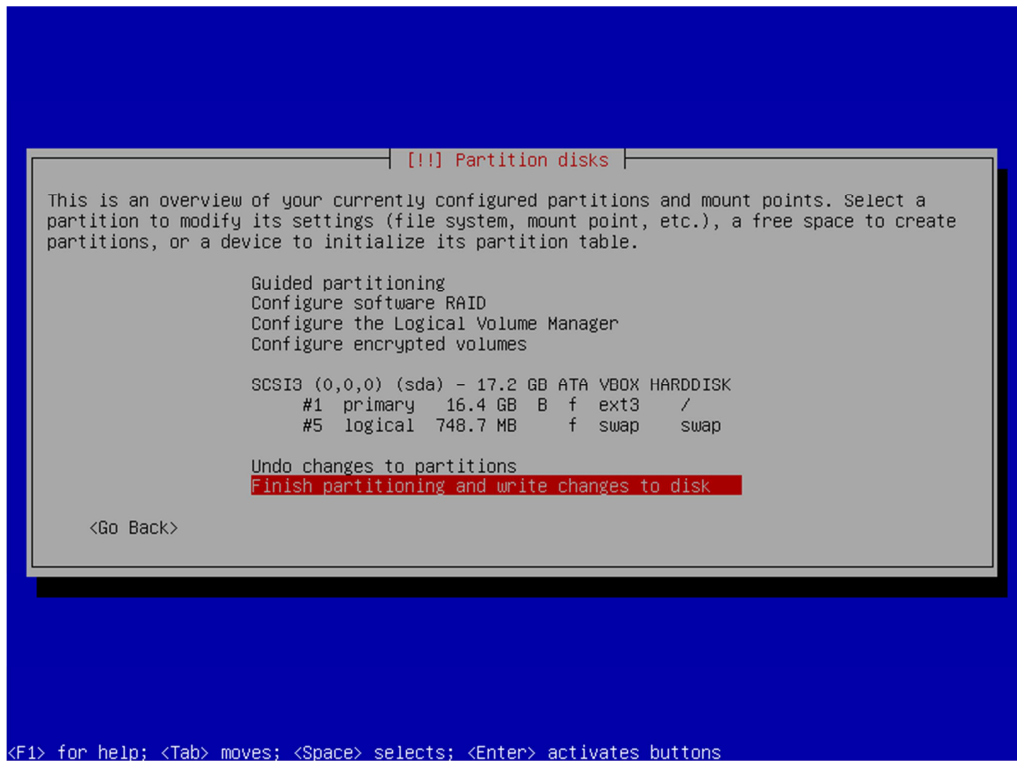 [!!] Partition disks
This is an overview of your currently configured partitions and mount points. Select a
partition to modify its settings (file system, mount point, etc.), a free space to create
partitions, or a device to initialize its partition table.
Guided partitioning
Configure software RAID
Configure the Logical Volume Manager
Configure encrypted volumes
SCSI3 (0,0,0) (sda) - 17.2 GB ATA VBOX HARDDISK
#1 primary 16.4 GB B f ext3 /
#5 logical 748.7 MB f swap swap
Undo changes to partitions
Finish partitioning and write changes to disk
<Go Back>
<F1> for help; <Tab> moves; <Space> selects; <Enter> activates buttons